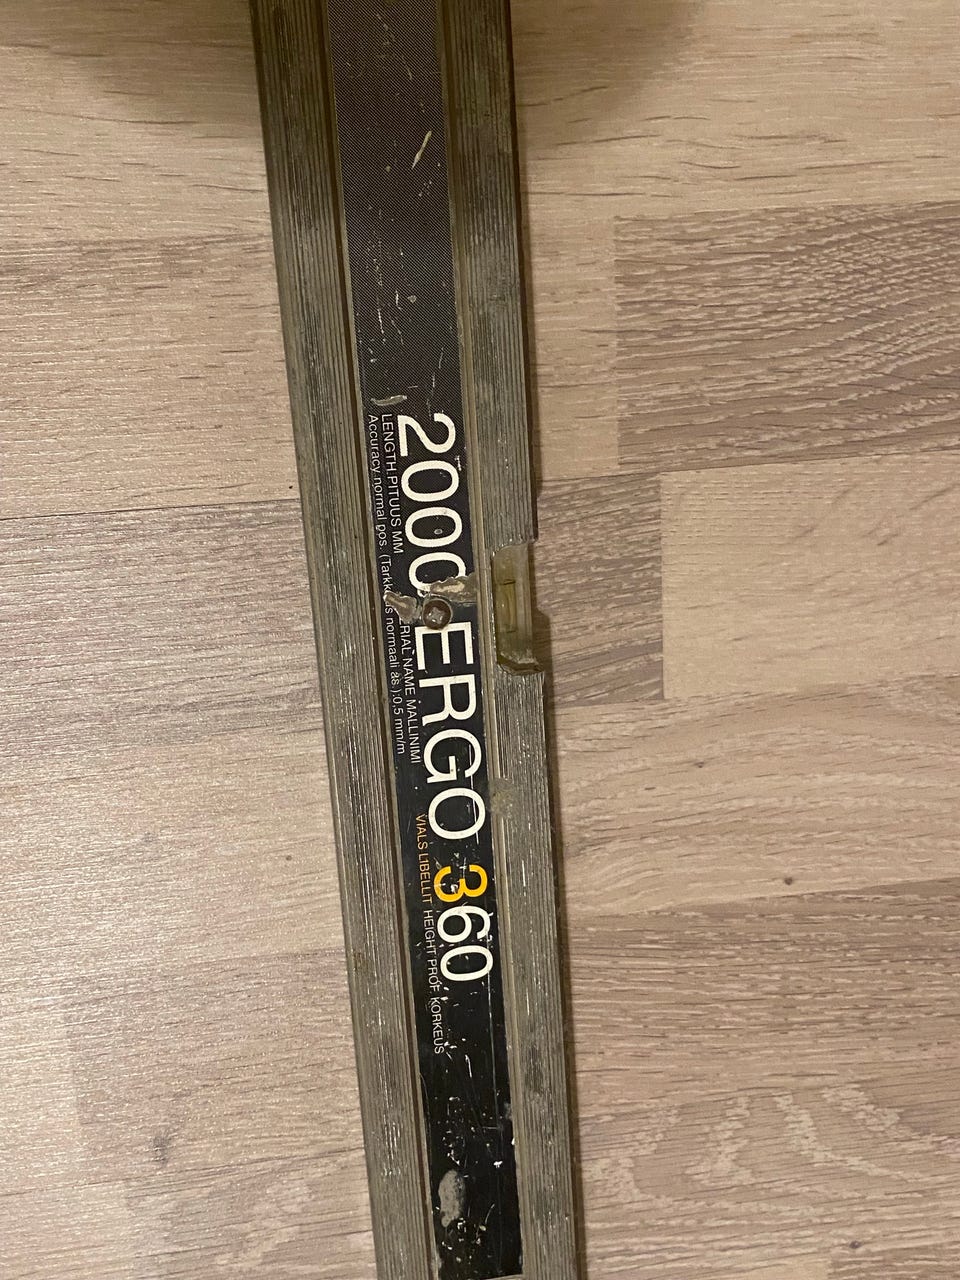 2000 ERGO 360
LENGTH PITUUS MM NAME MALLINIMI VIALS LIBELLIT HEIGHT PROF. KORKEUS
Accuracy normal pos. normaali as.):0,5 mm/m